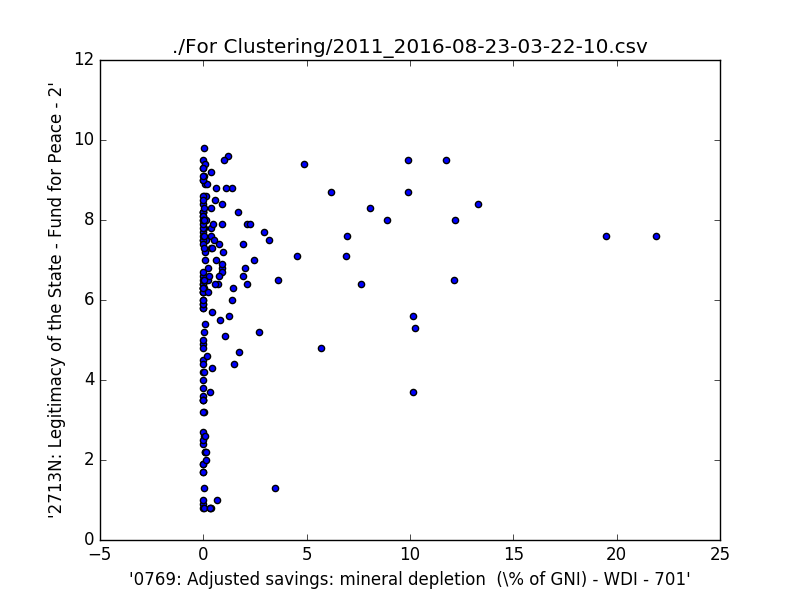 ./For Clustering/2011_2016-08-23-03-22-10.csv
'2713N: Legitimacy of the State - Fund for Peace - 2'
12
10
8
6
4
2
0
−5 0 5 10 15 20 25
'0769: Adjusted savings: mineral depletion  (\% of GNI) - WDI - 701'